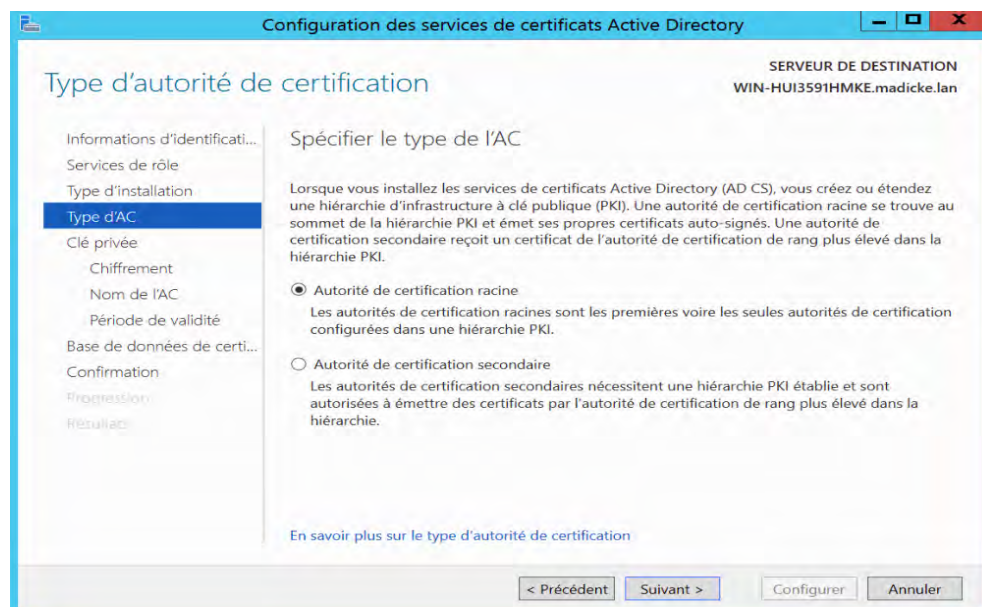 Configuration des services de certificats Active Directory
Type d'autorité de certification
SERVEUR DE DESTINATION
WIN-HUI3591HMKE.madicke.lan
Informations d'identificati...
Services de rôle
Type d'installation
Type d'AC
Clé privée
Chiffrement
Nom de l'AC
Période de validité
Base de données de certi...
Confirmation
Progression
Résultats
Spécifier le type de l'AC
Lorsque vous installez les services de certificats Active Directory (AD CS), vous créez ou étendez
une hiérarchie d'infrastructure à clé publique (PKI). Une autorité de certification racine se trouve au
sommet de la hiérarchie PKI et émet ses propres certificats auto-signés. Une autorité de
certification secondaire reçoit un certificat de l'autorité de certification de rang plus élevé dans la
hiérarchie PKI.
Autorité de certification racine
Les autorités de certification racines sont les premières voire les seules autorités de certification
configurées dans une hiérarchie PKI.
Autorité de certification secondaire
Les autorités de certification secondaires nécessitent une hiérarchie PKI établie et sont
autorisées à émettre des certificats par l'autorité de certification de rang plus élevé dans la
hiérarchie.
En savoir plus sur le type d'autorité de certification
< Précédent
Suivant >
Configurer
Annuler